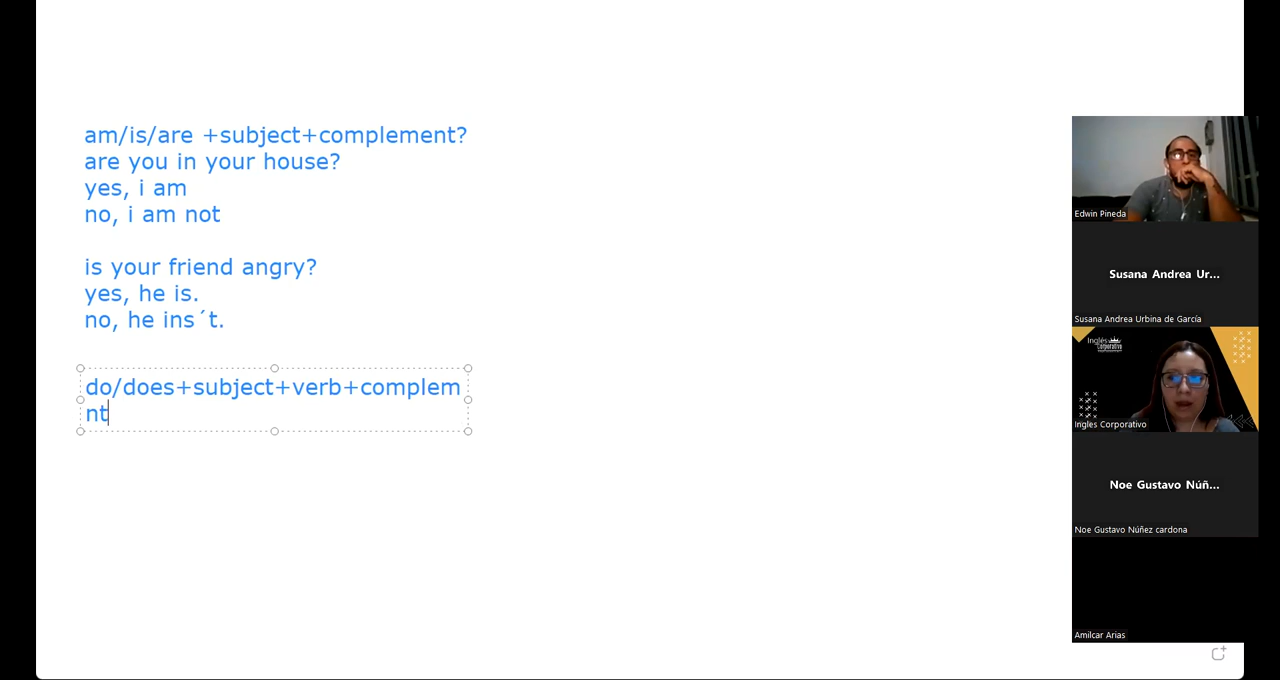 am/is/are +subject+complement?
are you in your house?
yes, i am
no, i am not
is your friend angry?
yes, he is.
no, he ins´t.
do/does+subject+verb+complem
nt
Edwin Pineda
Susana Andrea Ur...
Susana Andrea Urbina de García
Inglés
Corporativo
Ingles Corporativo
Noe Gustavo Núñ...
Noe Gustavo Núñez cardona
Amilcar Arias